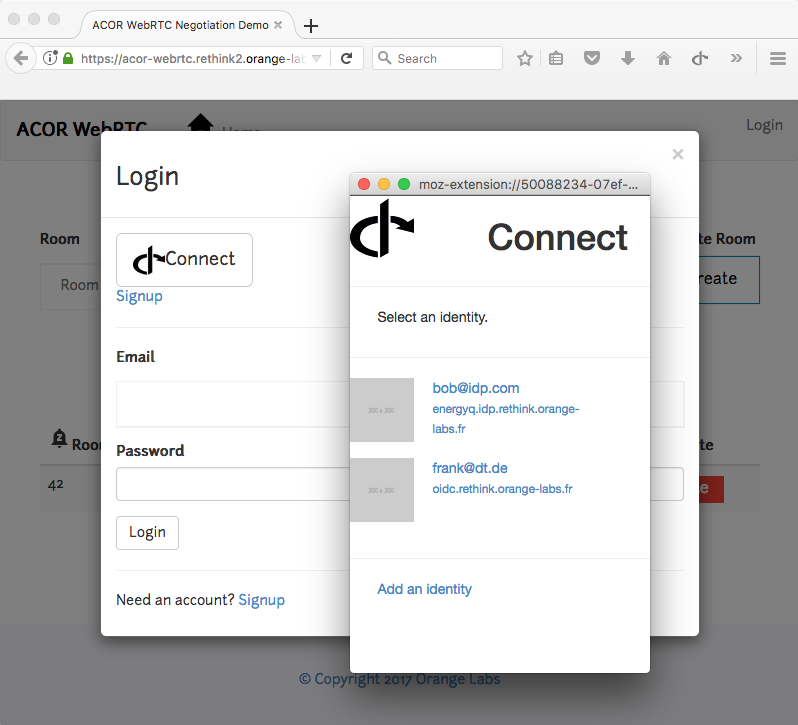 ACOR WebRTC Negotiation Demo
https://acor-webrtc.rethink2.orange-lab
Search
ACOR WebRTC
Home
Login
Login
Connect
Signup
Room
Room
te Room
reate
Email
Password
Roo
te
42
e
Login
Need an account? Signup
moz-extension://50088234-07ef-...
Connect
Select an identity.
300 x 300
bob@idp.com
energyq.idp.rethink.orange-
labs.fr
300 x 300
frank@dt.de
oidc.rethink.orange-labs.fr
Add an identity
© Copyright 2017 Orange Labs